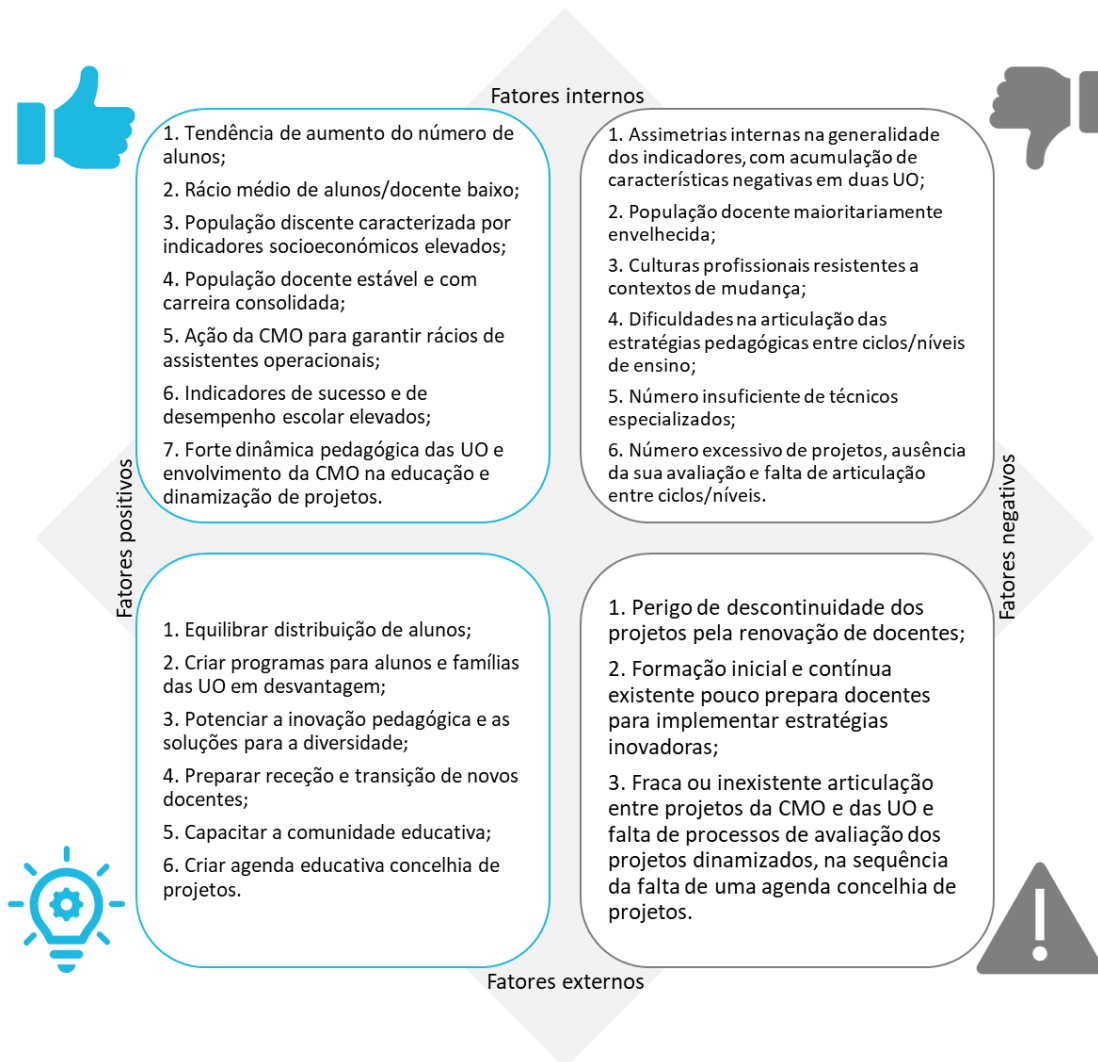 Fatores internos
1. Tendência de aumento do número de
alunos;
2. Rácio médio de alunos/docente baixo;
3. População discente caracterizada por
indicadores socioeconómicos elevados;
4. População docente estável e com
carreira consolidada;
5. Ação da CMO para garantir rácios de
assistentes operacionais;
6. Indicadores de sucesso e de
desempenho escolar elevados;
7. Forte dinâmica pedagógica das UO e
envolvimento da CMO na educação e
dinamização de projetos.
1. Assimetrias internas na generalidade
dos indicadores, com acumulação de
características negativas em duas UO;
2. População docente maioritariamente
envelhecida;
3. Culturas profissionais resistentes a
contextos de mudança;
4. Dificuldades na articulação das
estratégias pedagógicas entre ciclos/níveis
de ensino;
5. Número insuficiente de técnicos
especializados;
6. Número excessivo de projetos, ausência
da sua avaliação e falta de articulação
entre ciclos/níveis.
Fatores positivos
Fatores negativos
1. Equilibrar distribuição de alunos;
2. Criar programas para alunos e famílias
das UO em desvantagem;
3. Potenciar a inovação pedagógica e as
soluções para a diversidade;
4. Preparar receção e transição de novos
docentes;
5. Capacitar a comunidade educativa;
6. Criar agenda educativa concelhia de
projetos.
1. Perigo de descontinuidade dos
projetos pela renovação de docentes;
2. Formação inicial e contínua
existente pouco prepara docentes
para implementar estratégias
inovadoras;
3. Fraca ou inexistente articulação
entre projetos da CMO e das UO e
falta de processos de avaliação dos
projetos dinamizados, na sequência
da falta de uma agenda concelhia de
projetos.
Fatores externos